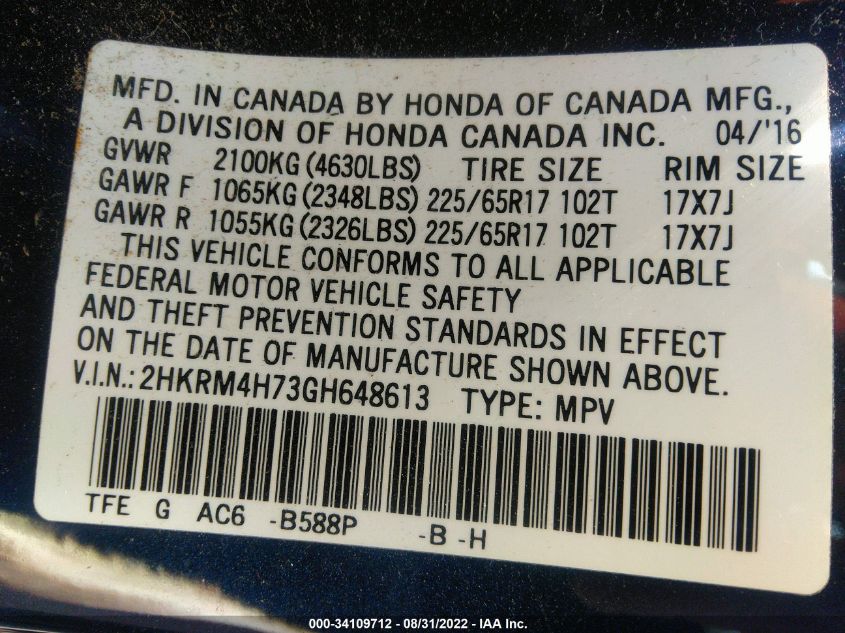 MFD. IN CANADA BY HONDA OF CANADA MFG.,
A DIVISION OF HONDA CANADA INC. 04/'16
GVWR 2100KG (4630LBS) TIRE SIZE RIM SIZE
GAWR F 1065KG (2348LBS) 225/65R17 102T 17X7J
GAWR R 1055KG (2326LBS) 225/65R17 102T 17X7J
THIS VEHICLE CONFORMS TO ALL APPLICABLE
FEDERAL MOTOR VEHICLE SAFETY
AND THEFT PREVENTION STANDARDS IN EFFECT
ON THE DATE OF MANUFACTURE SHOWN ABOVE.
V.I.N.: 2HKRM4H73GH648613 TYPE: MPV
TFE G AC6 -B588P -B -H
000-34109712 - 08/31/2022 - IAA Inc.